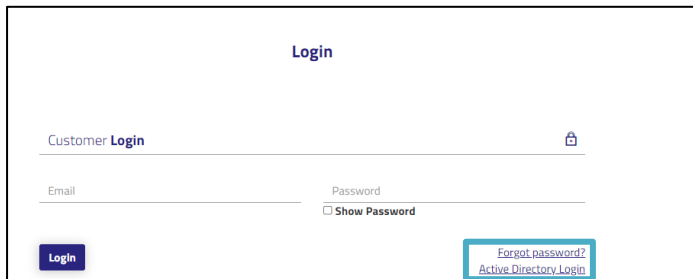 Login
Customer Login
Email Password
Show Password
Login
Forgot password?
Active Directory Login